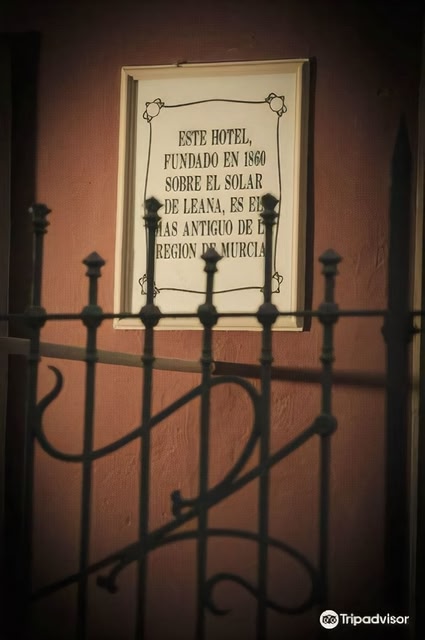 ESTE HOTEL,
FUNDADO EN 1860
SOBRE EL SOLAR
DE LEANA, ES EL
MAS ANTIGUO DE L
REGION DE MURCIA
Tripadvisor